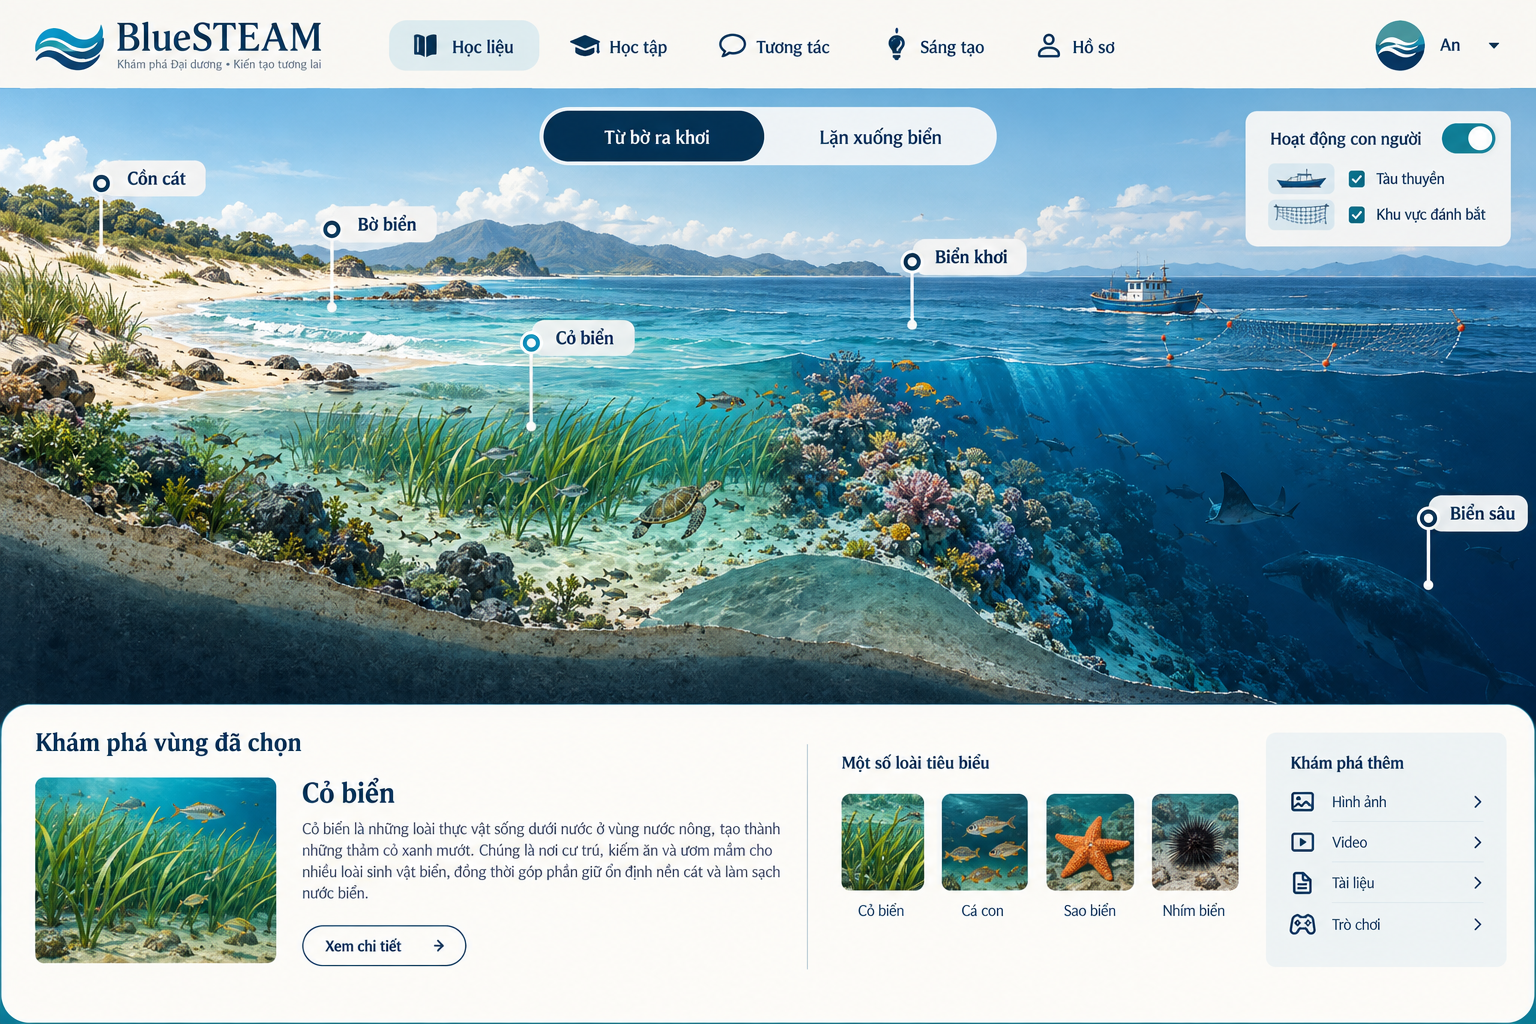 BlueSTEAM
Khám phá Đại dương • Kiến tạo tương lai
Học liệu
Học tập
Tương tác
Sáng tạo
Hồ sơ
An
Từ bờ ra khơi
Lặn xuống biển
Hoạt động con người
Tàu thuyền
Khu vực đánh bắt
Cồn cát
Bờ biển
Biển khơi
Cỏ biển
Biển sâu
Khám phá vùng đã chọn
Cỏ biển
Cỏ biển là những loài thực vật sống dưới nước ở vùng nước nông, tạo thành
những thảm cỏ xanh mướt. Chúng là nơi cư trú, kiếm ăn và ươm mầm cho
nhiều loài sinh vật biển, đồng thời góp phần giữ ổn định nền cát và làm sạch
nước biển.
Xem chi tiết
Một số loài tiêu biểu
Cỏ biển
Cá con
Sao biển
Nhím biển
Khám phá thêm
Hình ảnh
Video
Tài liệu
Trò chơi